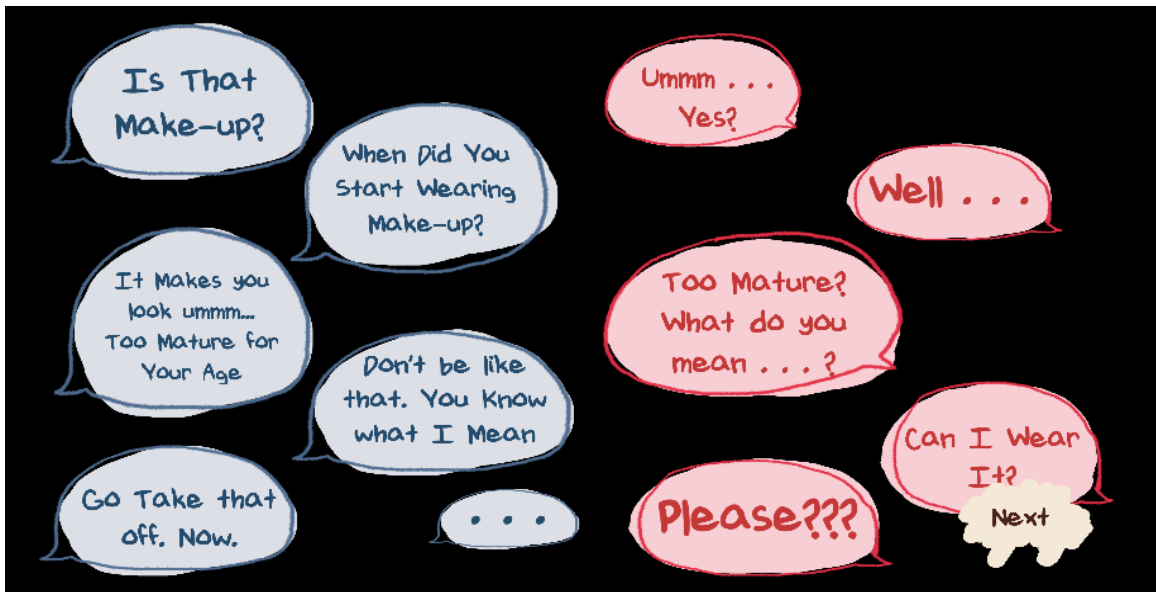 Is That
Make-up?
Ummm . . .
Yes?
When Did You
Start Wearing
Make-up?
Well . . .
It Makes you
look ummm...
Too Mature for
Your Age
Too Mature?
What do you
mean . . . ?
Don't be like
that. You Know
what I Mean
Can I Wear
It?
Go Take that
off. Now.
Please???
. . .
Next